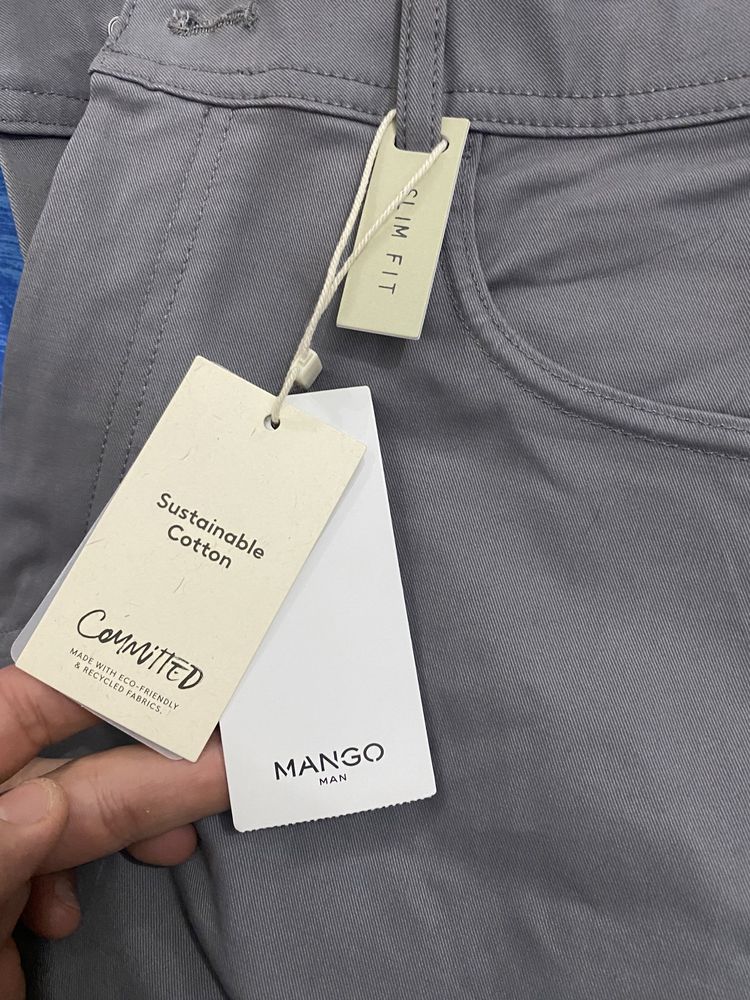 SLIM FIT
Sustainable
Cotton
COMMITTED
MADE WITH ECO-FRIENDLY
& RECYCLED FABRICS.
MANGO
MAN